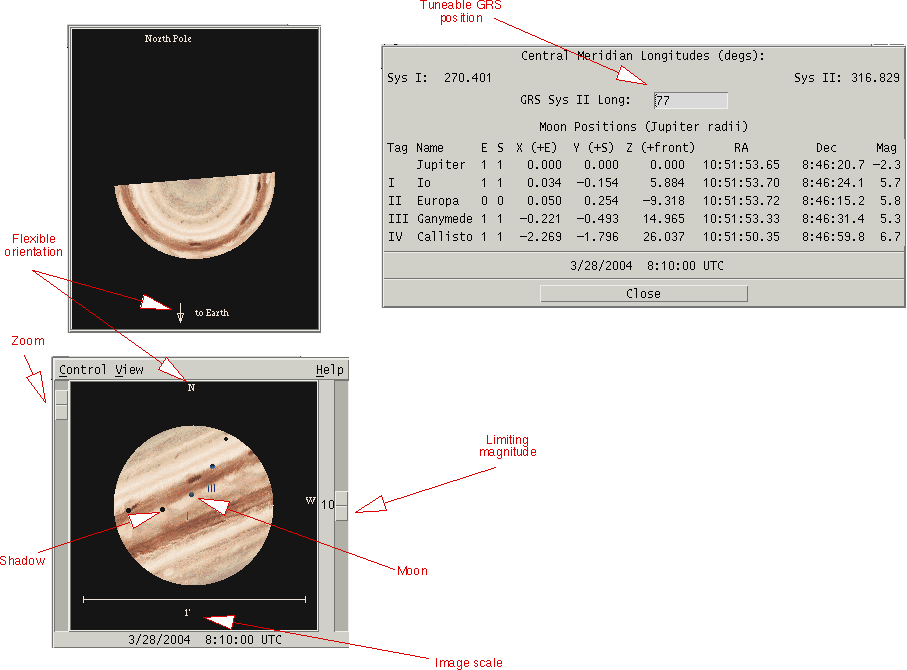 Tuneable GRS
position
North Pole
Central Meridian Longitudes (degs):
Sys I: 270.401 Sys II: 316.829
GRS Sys II Long: 77
Moon Positions (Jupiter radii)
Tag Name E S X (+E) Y (+S) Z (+front) RA Dec Mag
Jupiter 1 1 0.000 0.000 0.000 10:51:53.65 8:46:20.7 −2.3
I Io 1 1 0.034 −0.154 5.884 10:51:53.70 8:46:24.1 5.7
II Europa 0 0 0.050 0.254 −9.318 10:51:53.72 8:46:15.2 5.8
III Ganymede 1 1 −0.221 −0.493 14.965 10:51:53.33 8:46:31.4 5.3
IV Callisto 1 1 −2.269 −1.796 26.037 10:51:50.35 8:46:59.8 6.7
3/28/2004 8:10:00 UTC
Close
Flexible
orientation
to Earth
Zoom
Control View Help
N
Limiting
magnitude
III
W
10
I
Shadow
Moon
1'
3/28/2004 8:10:00 UTC
Image scale